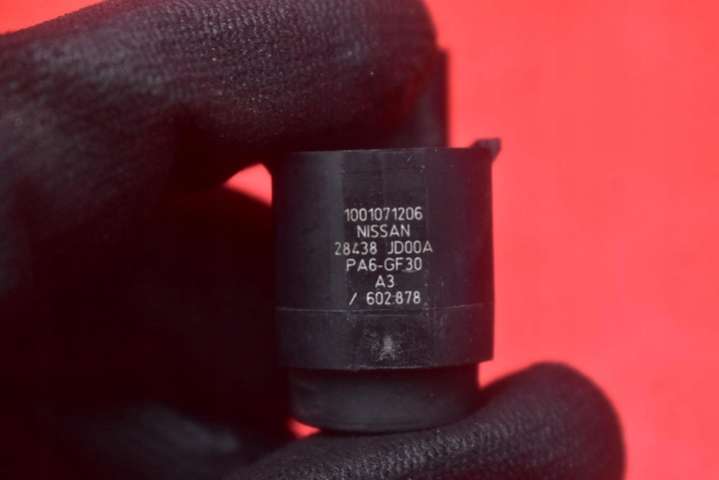 1001071206
NISSAN
28438 JD00A
PA6-GF30
A3
/ 602.878